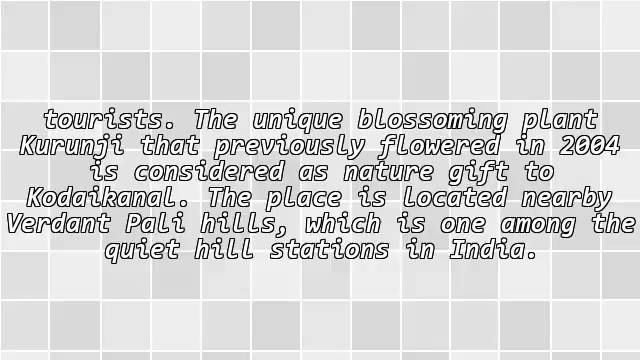 tourists. The unique blossoming plant
Kurunji that previously flowered in 2004
is considered as nature gift to
Kodaikanal. The place is located nearby
Verdant Pali hills, which is one among the
quiet hill stations in India.